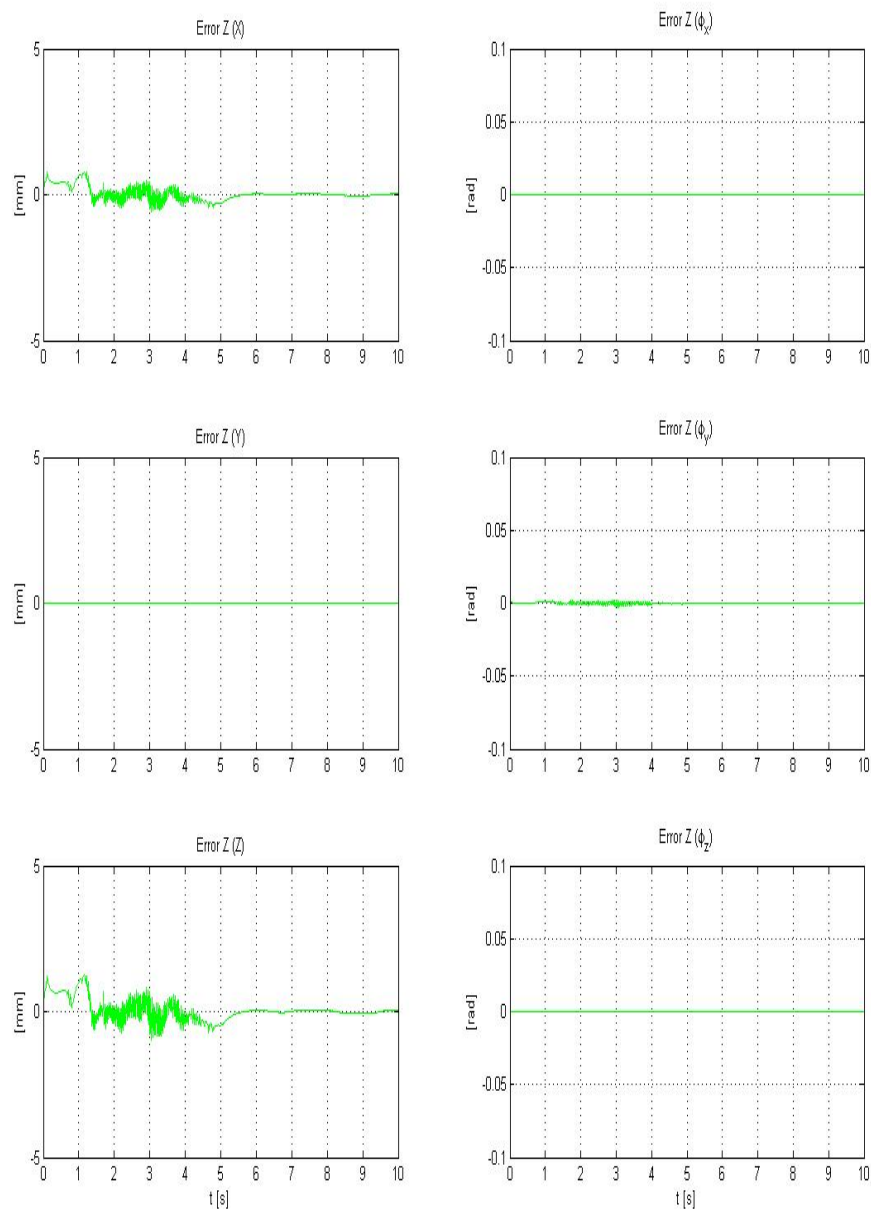 Error Z (X)
5
0
-5
[mm]
0 1 2 3 4 5 6 7 8 9 10
Error Z (ϕx)
0.1
0.05
0
-0.05
-0.1
[rad]
0 1 2 3 4 5 6 7 8 9 10
Error Z (Y)
5
0
-5
[mm]
0 1 2 3 4 5 6 7 8 9 10
Error Z (ϕy)
0.1
0.05
0
-0.05
-0.1
[rad]
0 1 2 3 4 5 6 7 8 9 10
Error Z (Z)
5
0
-5
[mm]
0 1 2 3 4 5 6 7 8 9 10
t [s]
Error Z (ϕz)
0.1
0.05
0
-0.05
-0.1
[rad]
0 1 2 3 4 5 6 7 8 9 10
t [s]